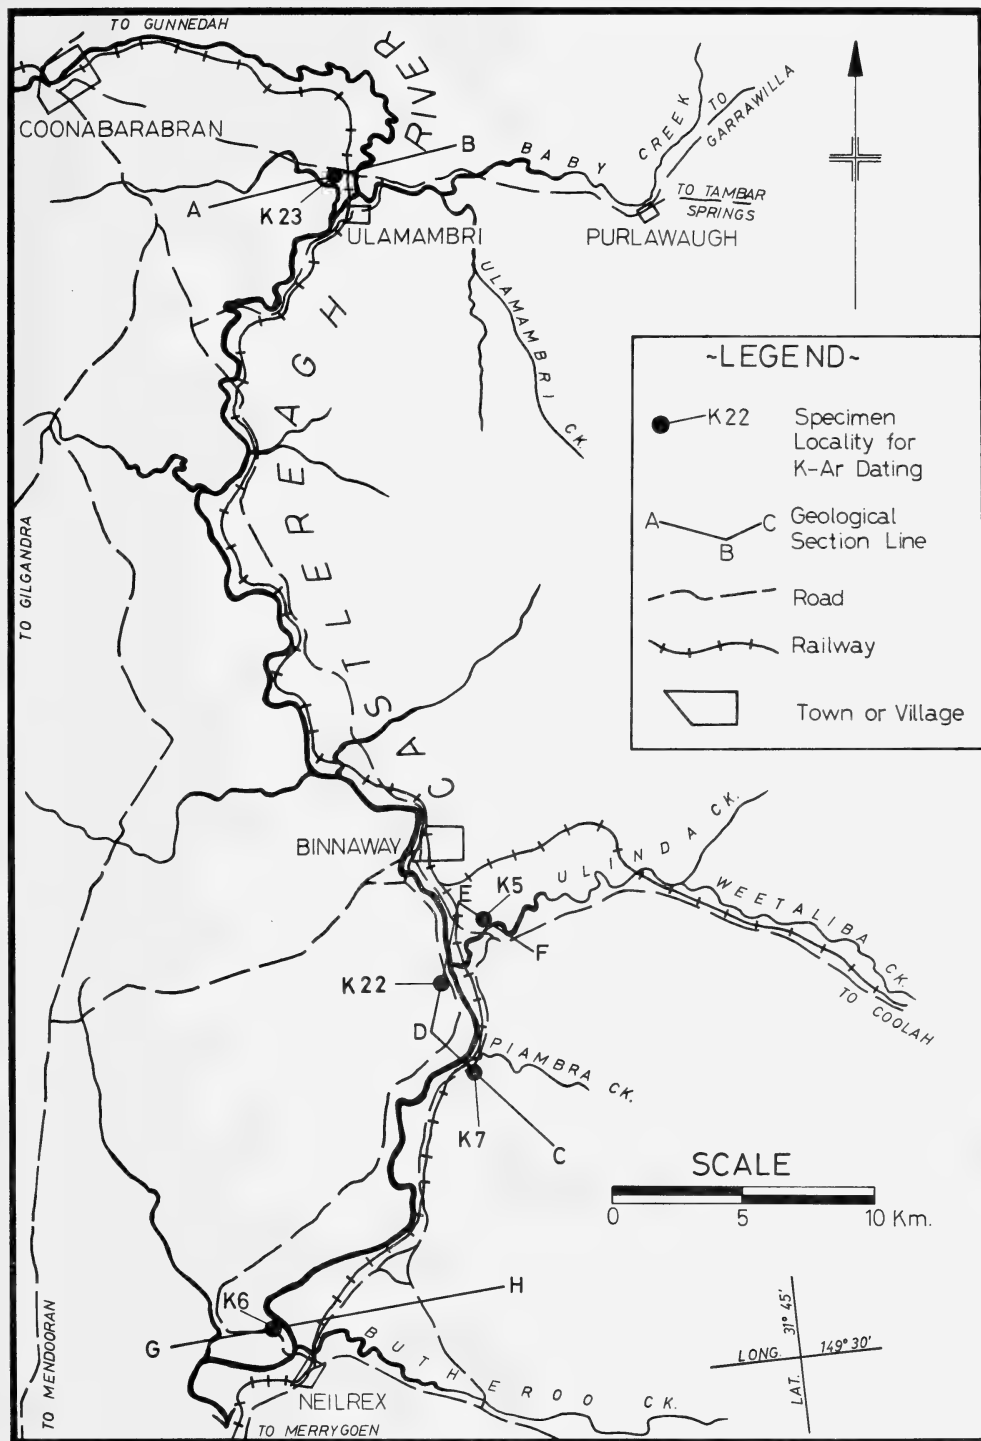 TO GUNNEDAH
COONABARABRAN
CASTLEREAGH RIVER
A
B
K23
ULAMAMBRI
BABY CREEK
TO GARRAWILLA
TO TAMBAR
SPRINGS
PURLAWAUGH
ULAMAMBRI CK.
~LEGEND~
K22
Specimen
Locality for
K-Ar Dating
A
B
C
Geological
Section Line
Road
Railway
Town or Village
TO GILGANDRA
BINNAWAY
ULINDA CK.
WEETALIBA CK.
TO COOLAH
E
K5
F
K22
D
PIAMBRA CK.
K7
C
SCALE
0 5 10 Km.
K6
H
G
NEILREX
BUTHEROO CK.
TO MENDOORAN
TO MERRYGOEN
LONG. 149° 30'
LAT. 31° 45'